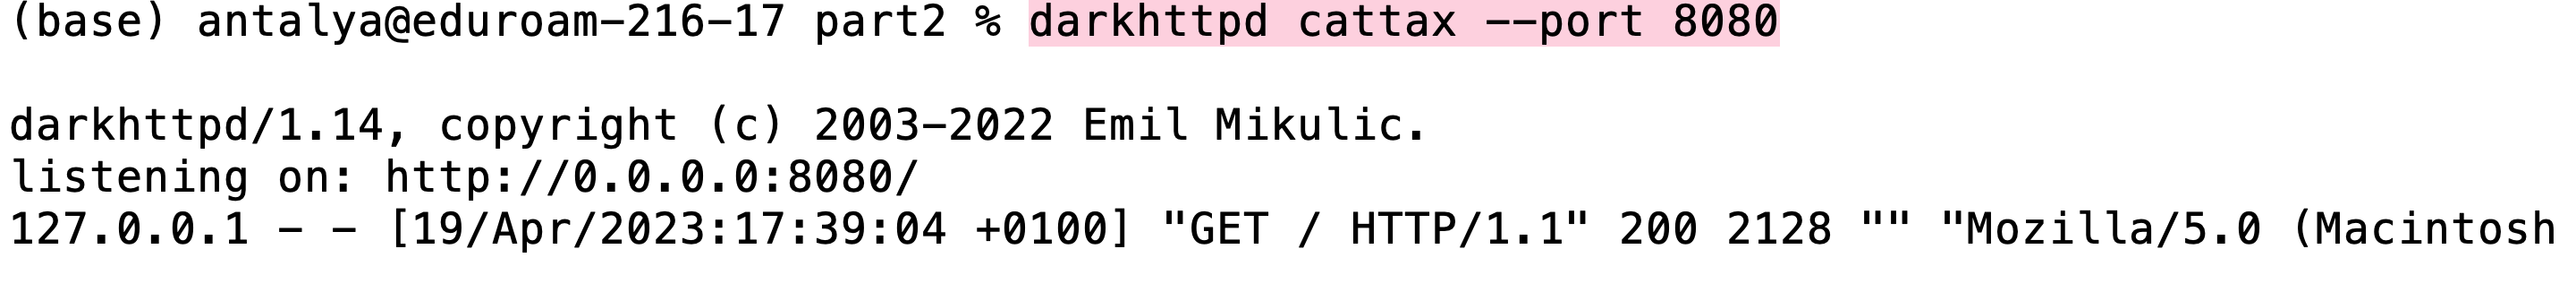 (base) antalya@eduroam-216-17 part2 % darkhttpd cattax --port 8080
darkhttpd/1.14, copyright (c) 2003-2022 Emil Mikulic.
listening on: http://0.0.0.0:8080/
127.0.0.1 - - [19/Apr/2023:17:39:04 +0100] "GET / HTTP/1.1" 200 2128 "" "Mozilla/5.0 (Macintosh